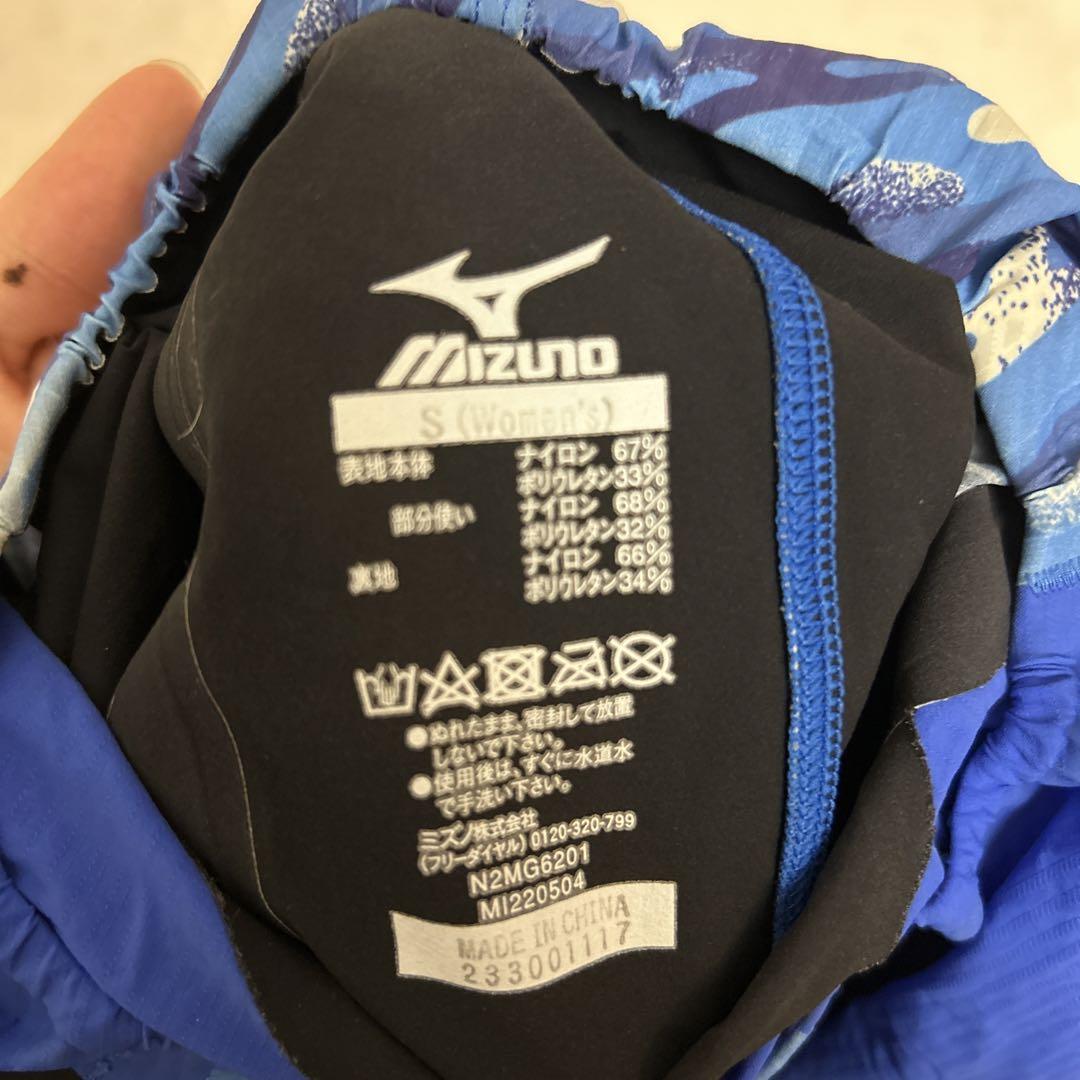 MIZUNO
S (Women's)
表地本体 ナイロン 67%
ポリウレタン33%
部分使い ナイロン 68%
ポリウレタン32%
裏地 ナイロン 66%
ポリウレタン34%
●ぬれたまま、密封して放置
しないで下さい。
●使用後は、すぐに水道水
で手洗い下さい。
ミズノ株式会社
(フリーダイヤル) 0120-320-799
N2MG6201
MI220504
MADE IN CHINA
233001117